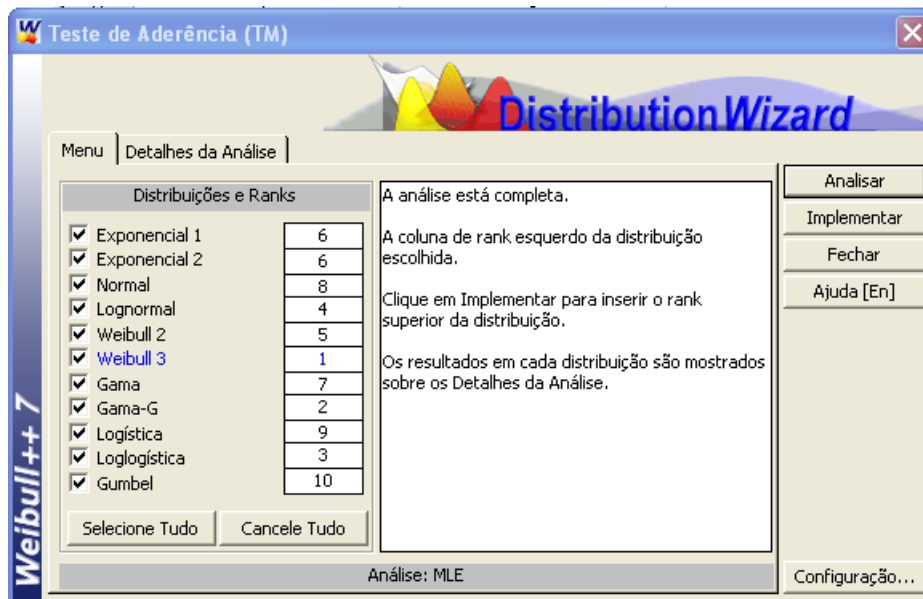 Teste de Aderência (TM)
DistributionWizard
Menu
Detalhes da Análise
Distribuições e Ranks
Exponencial 1 6
Exponencial 2 6
Normal 8
Lognormal 4
Weibull 2 5
Weibull 3 1
Gama 7
Gama-G 2
Logística 9
Loglogística 3
Gumbel 10
Selecione Tudo
Cancele Tudo
A análise está completa.
A coluna de rank esquerdo da distribuição
escolhida.
Clique em Implementar para inserir o rank
superior da distribuição.
Os resultados em cada distribuição são mostrados
sobre os Detalhes da Análise.
Análise: MLE
Analisar
Implementar
Fechar
Ajuda [En]
Configuração...
Weibull++ 7